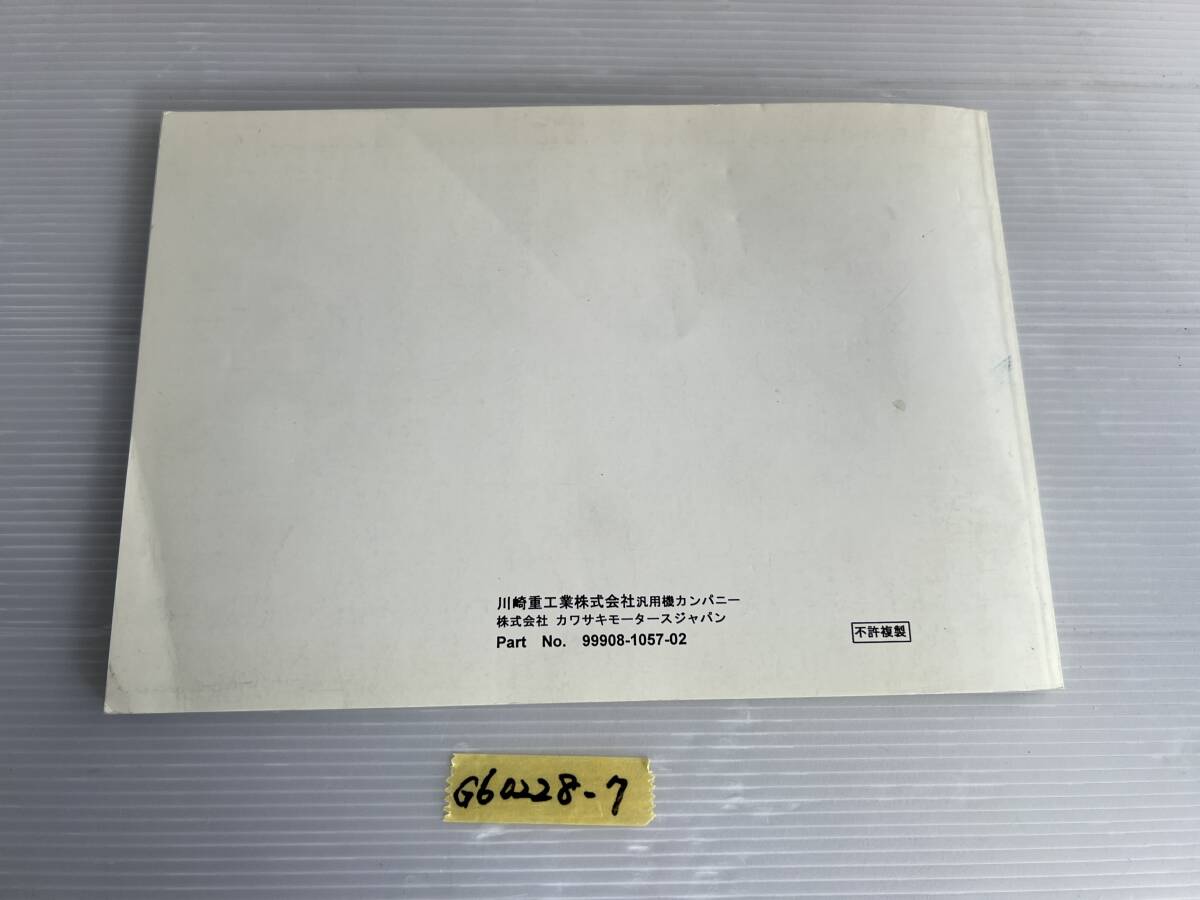 川崎重工業株式会社汎用機カンパニー
株式会社 カワサキモータースジャパン
Part No. 99908-1057-02
不許複製
G60228-7